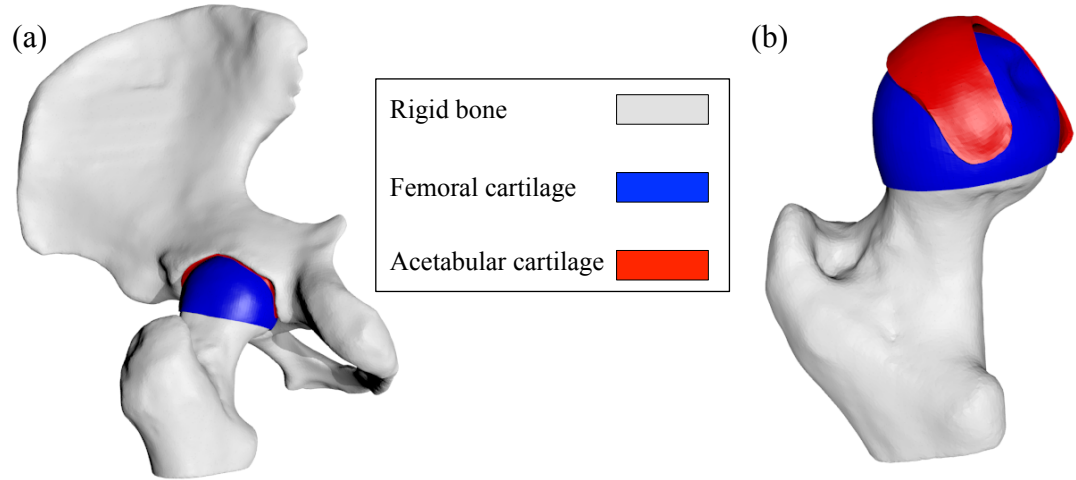 (a)
Rigid bone
Femoral cartilage
Acetabular cartilage
(b)